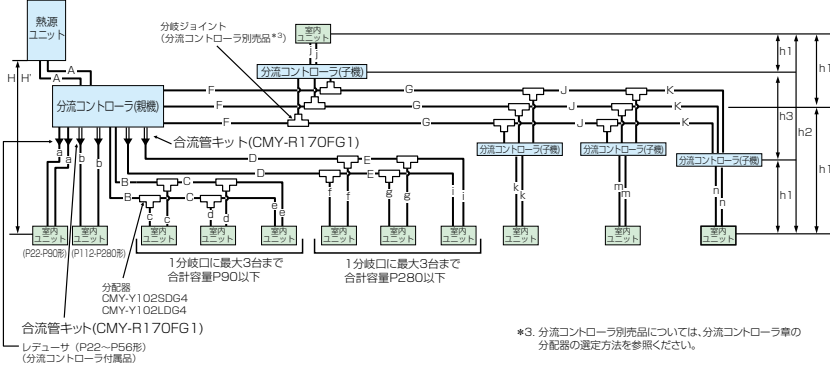 熱源
ユニット
分岐ジョイント
(分流コントローラ別売品*3)
室内
ユニット
j
j
分流コントローラ(子機)
h1
h1
h2
h3
h1
h1
H
H'
A
A
分流コントローラ(親機)
F
G
J
K
F
G
J
K
F
G
J
K
合流管キット(CMY-R170FG1)
分流コントローラ(子機)
分流コントローラ(子機)
分流コントローラ(子機)
a
a
b
b
D
E
D
E
B
C
B
C
c
c
d
d
e
e
f
f
g
g
i
i
k
k
m
m
n
n
室内
ユニット
室内
ユニット
室内
ユニット
室内
ユニット
室内
ユニット
室内
ユニット
室内
ユニット
室内
ユニット
室内
ユニット
室内
ユニット
室内
ユニット
(P22-P90形)
(P112-P280形)
1分岐口に最大3台まで
合計容量P90以下
1分岐口に最大3台まで
合計容量P280以下
分配器
CMY-Y102SDG4
CMY-Y102LDG4
合流管キット(CMY-R170FG1)
レデューサ (P22～P56形)
(分流コントローラ付属品)
*3. 分流コントローラ別売品については、分流コントローラ章の
分配器の選定方法を参照ください。